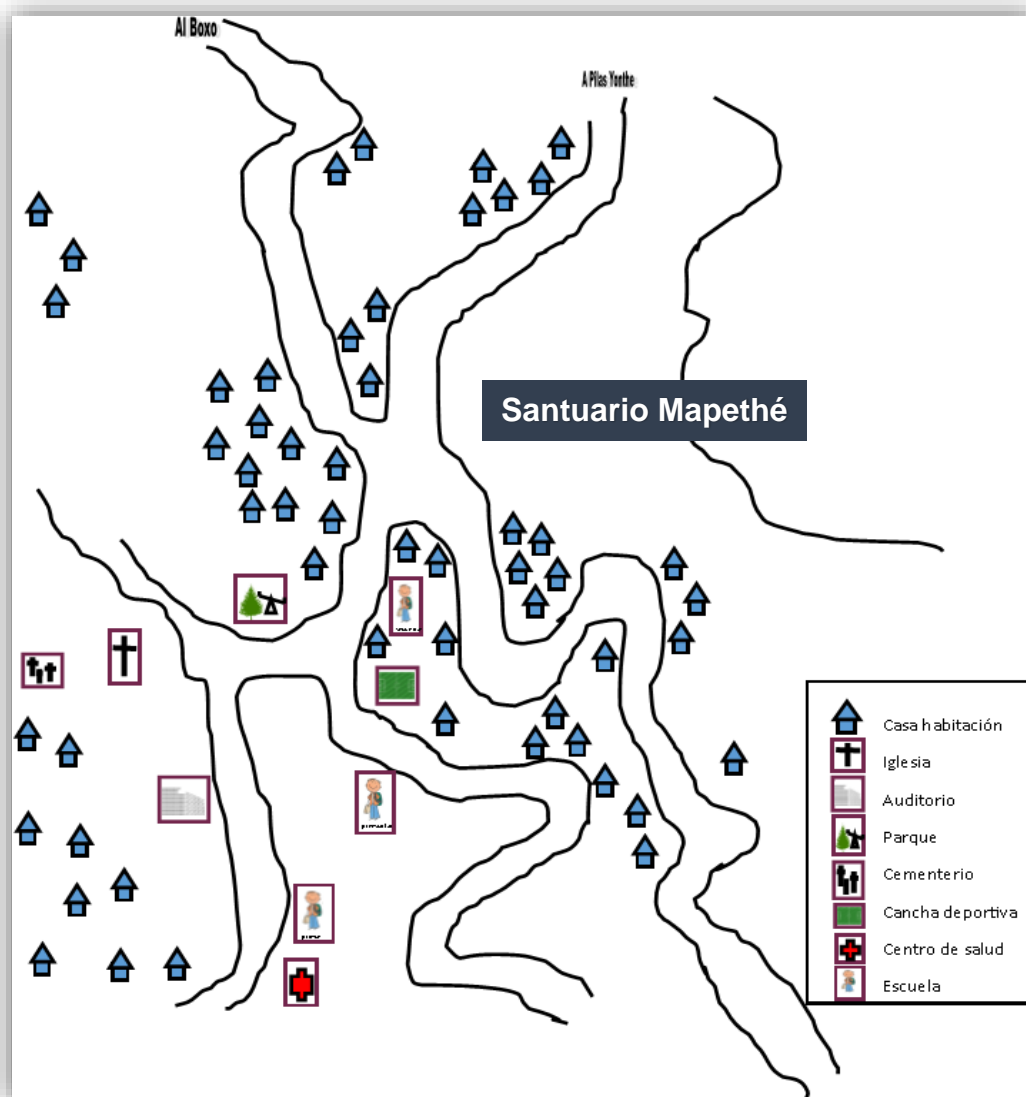 Al Boxo
A Pilas Yonthe
Santuario Mapethé
Casa habitación
Iglesia
Auditorio
Parque
Cementerio
Cancha deportiva
Centro de salud
Escuela